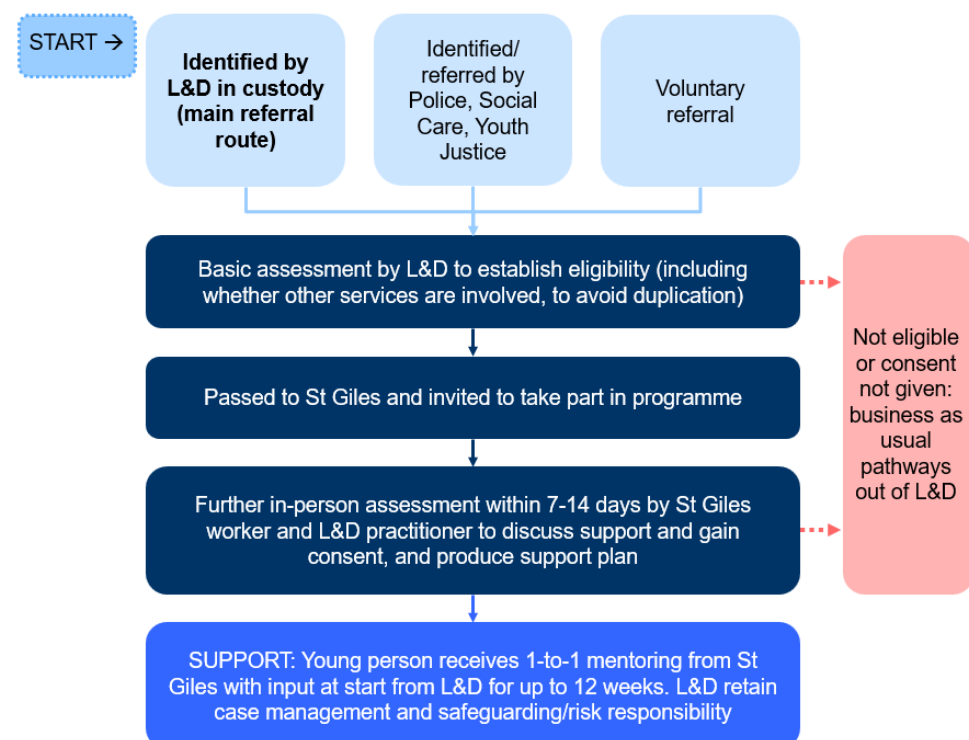 START →
Identified by
L&D in custody
(main referral
route)
Identified/
referred by
Police, Social
Care, Youth
Justice
Voluntary
referral
Basic assessment by L&D to establish eligibility (including
whether other services are involved, to avoid duplication)
Passed to St Giles and invited to take part in programme
Further in-person assessment within 7-14 days by St Giles
worker and L&D practitioner to discuss support and gain
consent, and produce support plan
Not eligible
or consent
not given:
business as
usual
pathways
out of L&D
SUPPORT: Young person receives 1-to-1 mentoring from St
Giles with input at start from L&D for up to 12 weeks. L&D retain
case management and safeguarding/risk responsibility